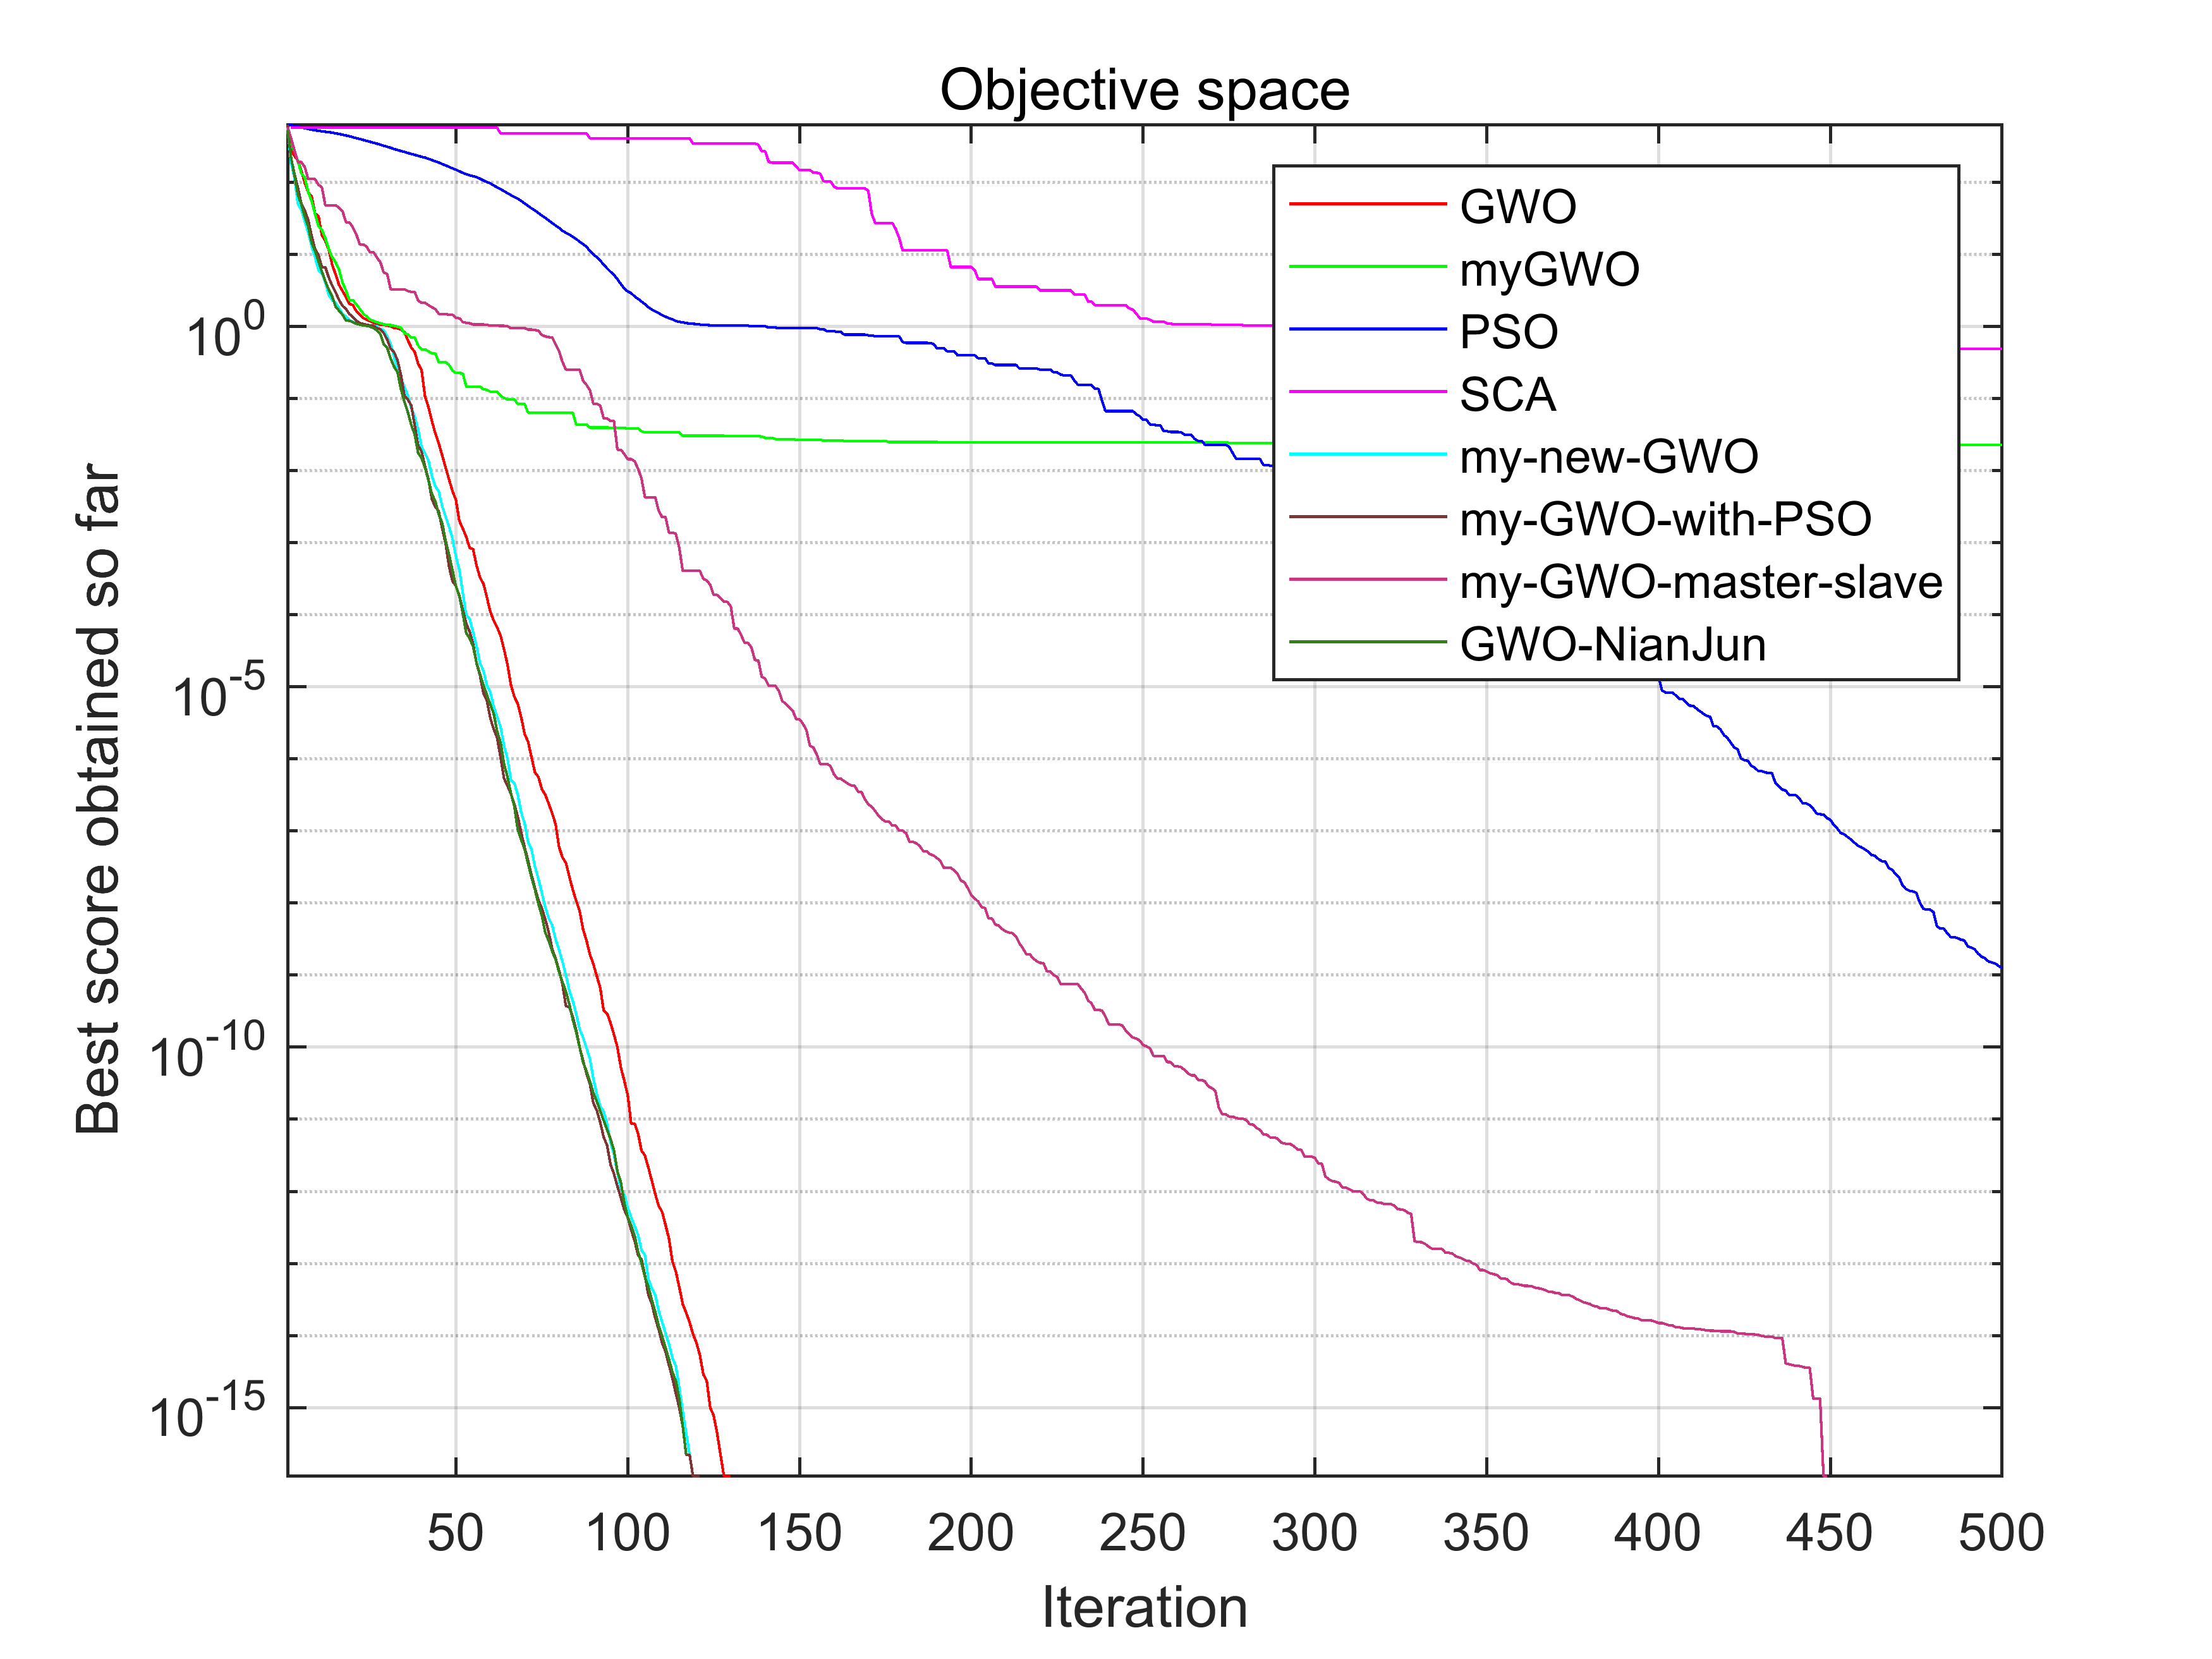 Objective space
Best score obtained so far
10^0
10^-5
10^-10
10^-15
GWO
myGWO
PSO
SCA
my-new-GWO
my-GWO-with-PSO
my-GWO-master-slave
GWO-NianJun
50 100 150 200 250 300 350 400 450 500
Iteration